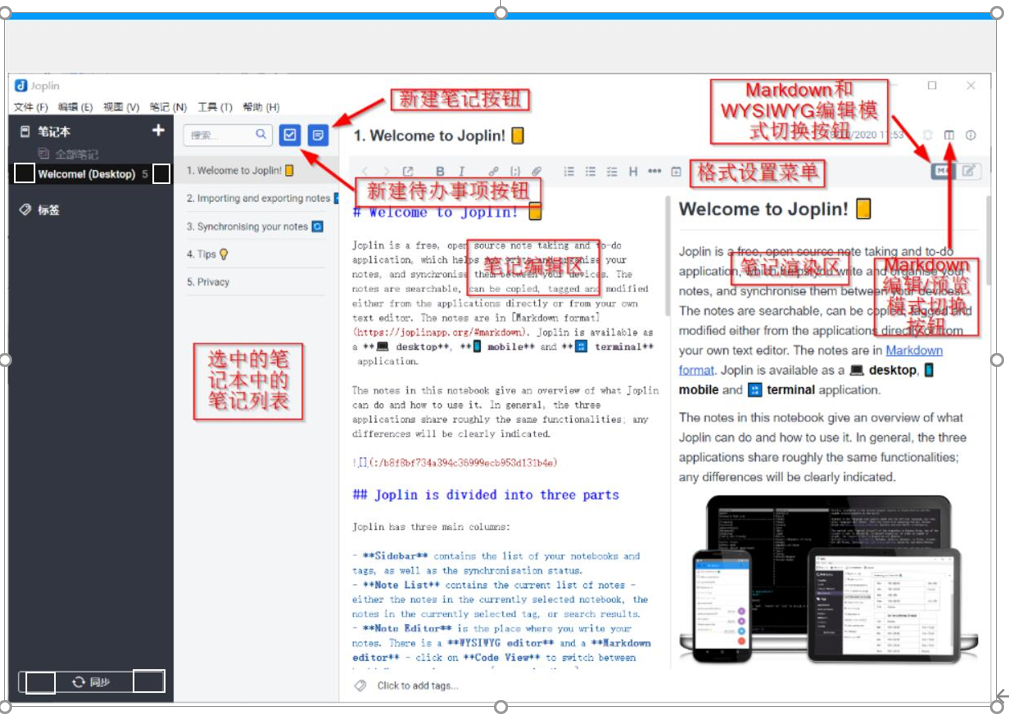 Joplin
文件 (F) 编辑 (E) 视图 (V) 笔记 (N) 工具 (T) 帮助 (H)
笔记本
全部笔记
Welcome! (Desktop) 5
标签
同步
搜索...
1. Welcome to Joplin!
2. Importing and exporting notes
3. Synchronising your notes
4. Tips
5. Privacy
新建笔记按钮
新建待办事项按钮
选中的笔
记本中的
笔记列表
1. Welcome to Joplin!
Markdown和
WYSIWYG编辑模
式切换按钮
格式设置菜单
笔记编辑区
笔记渲染区
Markdown
编辑/预览
模式切换
按钮
# Welcome to Joplin!
Joplin is a free, open source note taking and to-do
application, which helps you write and organise your
notes, and synchronise them between your devices. The
notes are searchable, can be copied, tagged and modified
either from the applications directly or from your own
text editor. The notes are in [Markdown format]
(https://joplinapp.org/#markdown). Joplin is available as
a ** desktop**, ** mobile** and ** terminal**
application.
The notes in this notebook give an overview of what Joplin
can do and how to use it. In general, the three
applications share roughly the same functionalities; any
differences will be clearly indicated.
![](:/b8f8bf734a394c36999ecb953d131b4e)
## Joplin is divided into three parts
Joplin has three main columns:
- **Sidebar** contains the list of your notebooks and
tags, as well as the synchronisation status.
- **Note List** contains the current list of notes -
either the notes in the currently selected notebook, the
notes in the currently selected tag, or search results.
- **Note Editor** is the place where you write your
notes. There is a **WYSIWYG editor** and a **Markdown
editor** - click on **Code View** to switch between
Click to add tags...
Welcome to Joplin!
Joplin is a free, open source note taking and to-do
application, which helps you write and organise your
notes, and synchronise them between your devices.
The notes are searchable, can be copied, tagged and
modified either from the applications directly or from
your own text editor. The notes are in Markdown
format. Joplin is available as a desktop,
mobile and terminal application.
The notes in this notebook give an overview of what
Joplin can do and how to use it. In general, the three
applications share roughly the same functionalities;
any differences will be clearly indicated.